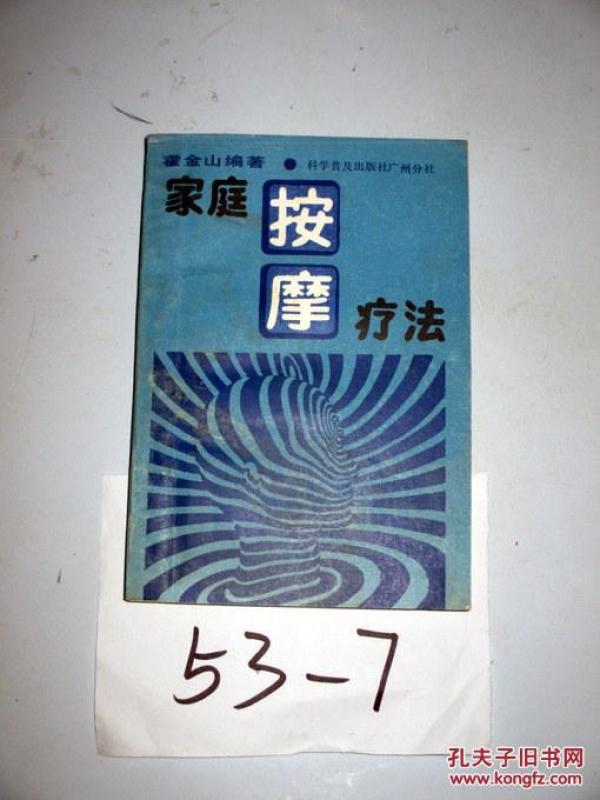 霍金山编著 ● 科学普及出版社广州分社
家庭
按
摩
疗法
53-7
孔夫子旧书网
www.kongfz.com